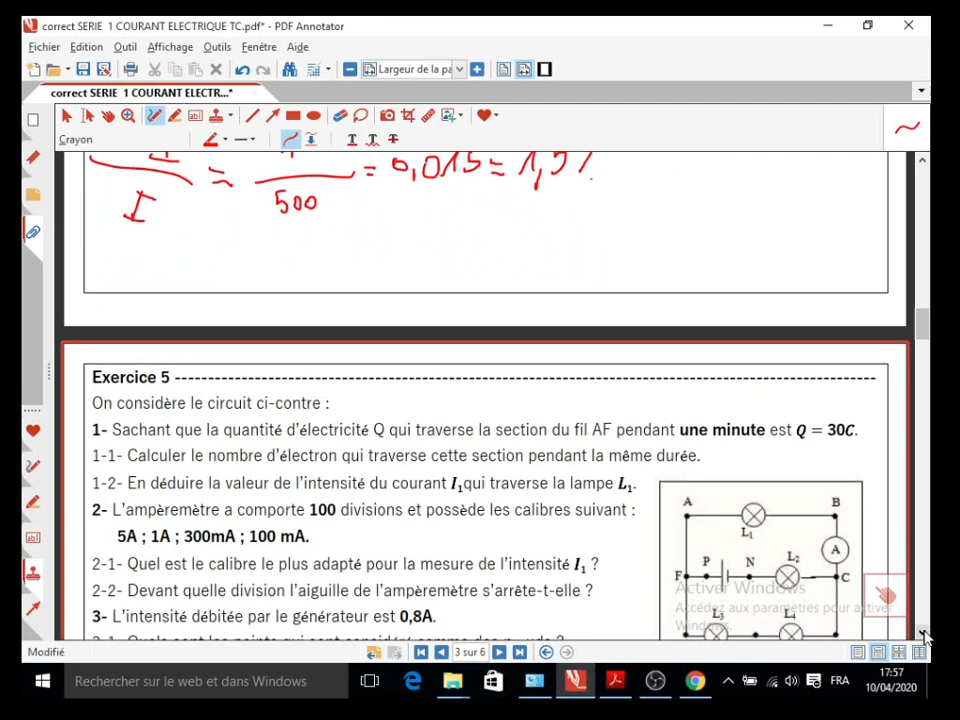 correct SERIE 1 COURANT ELECTRIQUE TC.pdf* - PDF Annotator
Fichier Edition Outil Affichage Outils Fenêtre Aide
Largeur de la pa
correct SERIE 1 COURANT ELECTR...*
Crayon
= 0,015 = 1,5%
I
500
Exercice 5
On considère le circuit ci-contre :
1- Sachant que la quantité d'électricité Q qui traverse la section du fil AF pendant une minute est Q = 30C.
1-1- Calculer le nombre d'électron qui traverse cette section pendant la même durée.
1-2- En déduire la valeur de l'intensité du courant I₁qui traverse la lampe L₁.
2- L'ampèremètre a comporte 100 divisions et possède les calibres suivant :
5A ; 1A ; 300mA ; 100 mA.
2-1- Quel est le calibre le plus adapté pour la mesure de l'intensité I₁ ?
2-2- Devant quelle division l'aiguille de l'ampèremètre s'arrête-t-elle ?
3- L'intensité débitée par le générateur est 0,8A.
A B
L₁
A
P N L₂
F C
L₃ L₄
Activer Windows
Accédez aux paramètres pour activer
Windows.
Modifié
3 sur 6
Rechercher sur le web et dans Windows
FRA
17:57
10/04/2020